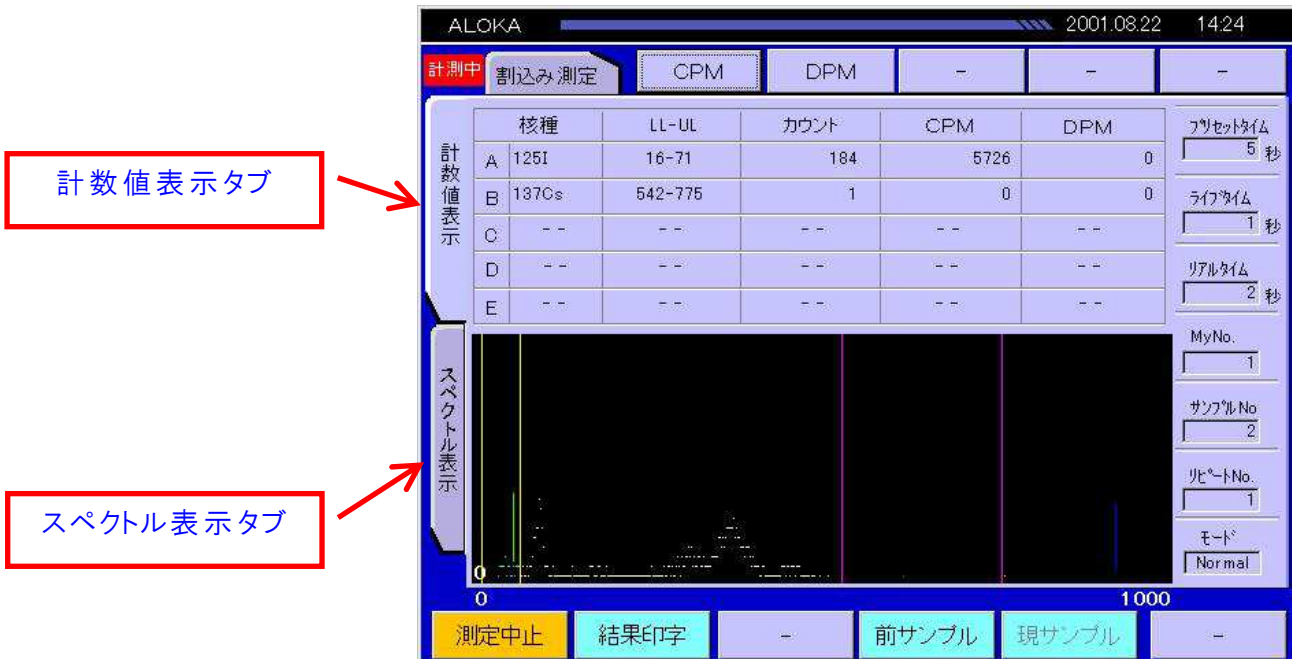 ALOKA 2001.08.22 14:24
計測中 割込み測定 CPM DPM - - -
計数値表示タブ
計数値表示
核種 LL-UL カウント CPM DPM
A 125I 16-71 184 5726 0
B 137Cs 542-775 1 0 0
C -- -- -- -- --
D -- -- -- -- --
E -- -- -- -- --
プリセットタイム
5 秒
ライブタイム
1 秒
リアルタイム
2 秒
MyNo.
1
サンプルNo
2
リピートNo.
1
モード
Normal
スペクトル表示タブ
スペクトル表示
0
0 1000
測定中止 結果印字 - 前サンプル 現サンプル -